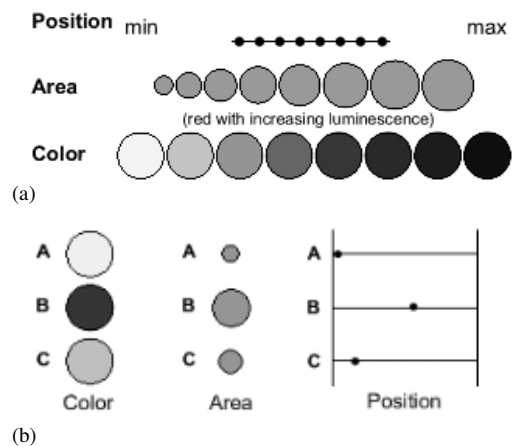 Position min max
Area
(red with increasing luminescence)
Color
(a)
A A A
B B B
C C C
Color Area Position
(b)